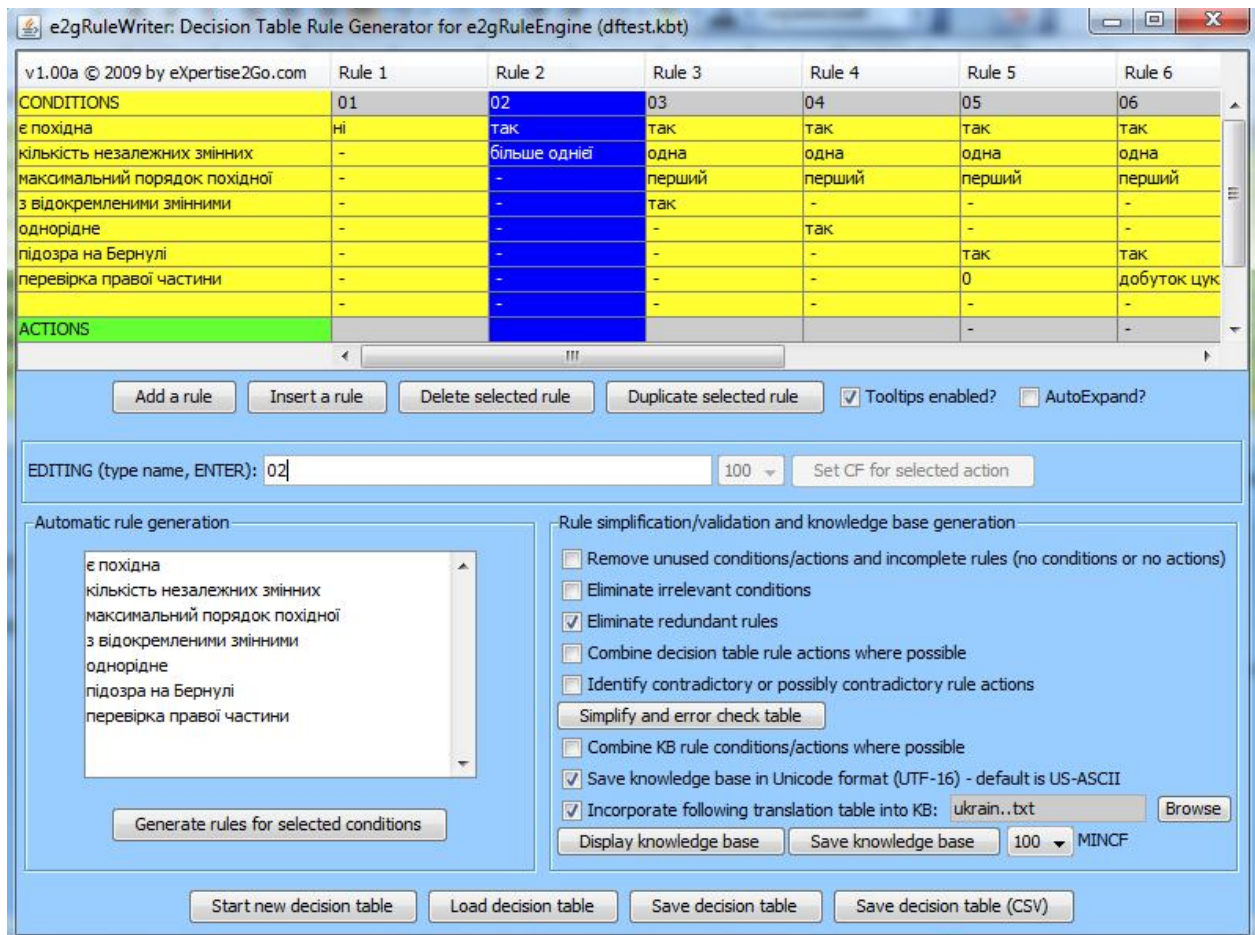 e2gRuleWriter: Decision Table Rule Generator for e2gRuleEngine (dftest.kbt)
v1.00a © 2009 by eXpertise2Go.com Rule 1 Rule 2 Rule 3 Rule 4 Rule 5 Rule 6
CONDITIONS 01 02 03 04 05 06
є похідна ні так так так так так
кількість незалежних змінних - більше однієї одна одна одна одна
максимальний порядок похідної - - перший перший перший перший
з відокремленими змінними - - так - - -
однорідне - - - так - -
підозра на Бернулі - - - - так так
перевірка правої частини - - - - 0 добуток цук
- - - - - -
ACTIONS - -
Add a rule Insert a rule Delete selected rule Duplicate selected rule Tooltips enabled? AutoExpand?
EDITING (type name, ENTER): 02 100 Set CF for selected action
Automatic rule generation
є похідна
кількість незалежних змінних
максимальний порядок похідної
з відокремленими змінними
однорідне
підозра на Бернулі
перевірка правої частини
Generate rules for selected conditions
Rule simplification/validation and knowledge base generation
Remove unused conditions/actions and incomplete rules (no conditions or no actions)
Eliminate irrelevant conditions
Eliminate redundant rules
Combine decision table rule actions where possible
Identify contradictory or possibly contradictory rule actions
Simplify and error check table
Combine KB rule conditions/actions where possible
Save knowledge base in Unicode format (UTF-16) - default is US-ASCII
Incorporate following translation table into KB: ukrain..txt Browse
Display knowledge base Save knowledge base 100 MINCF
Start new decision table Load decision table Save decision table Save decision table (CSV)